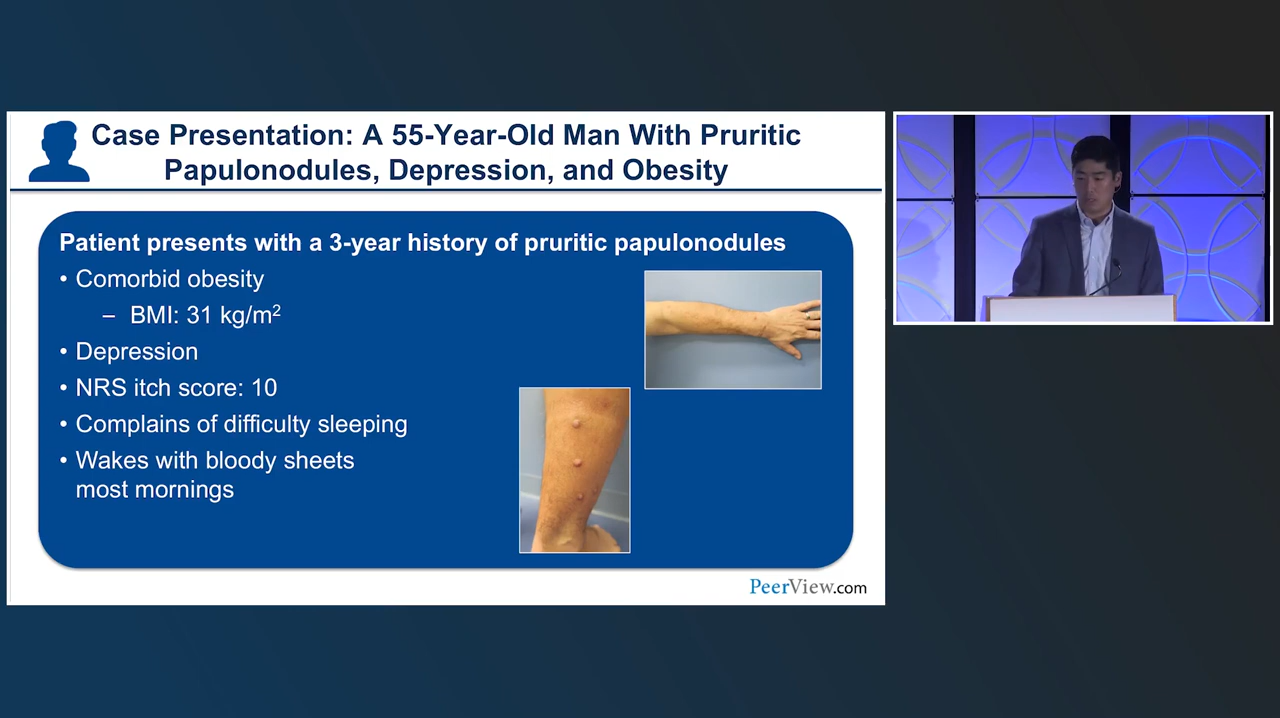 Case Presentation: A 55-Year-Old Man With Pruritic
Papulonodules, Depression, and Obesity
Patient presents with a 3-year history of pruritic papulonodules
• Comorbid obesity
– BMI: 31 kg/m²
• Depression
• NRS itch score: 10
• Complains of difficulty sleeping
• Wakes with bloody sheets
most mornings
PeerView.com